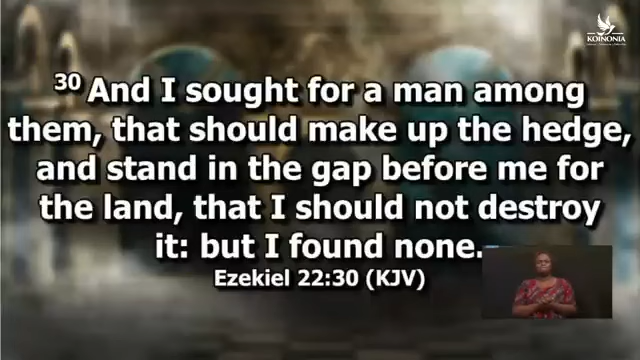 KOINONIA
30 And I sought for a man among
them, that should make up the hedge,
and stand in the gap before me for
the land, that I should not destroy
it: but I found none.
Ezekiel 22:30 (KJV)